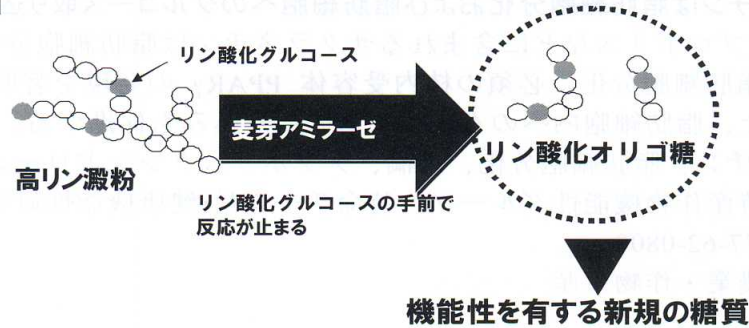 リン酸化グルコース
麦芽アミラーゼ
高リン澱粉
リン酸化グルコースの手前で
反応が止まる
リン酸化オリゴ糖
機能性を有する新規の糖質